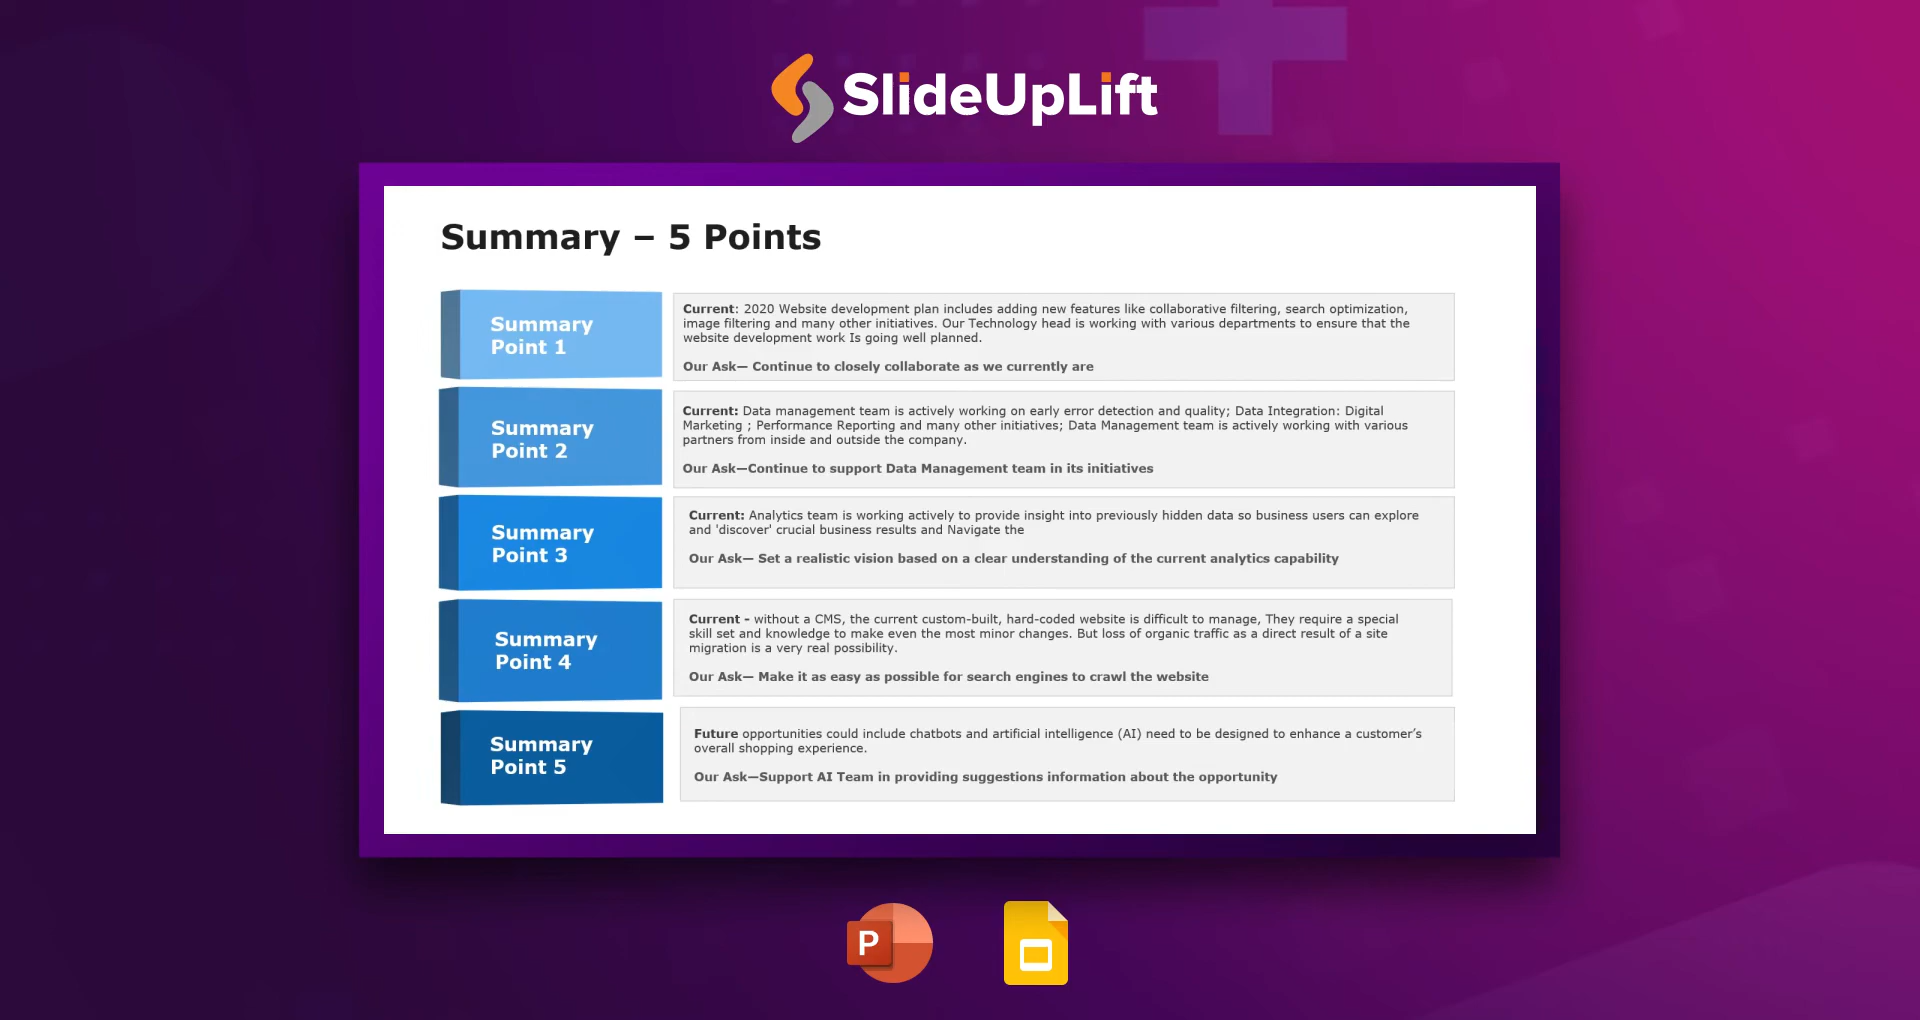 SlideUpLift
Summary – 5 Points
Summary
Point 1
Current: 2020 Website development plan includes adding new features like collaborative filtering, search optimization,
image filtering and many other initiatives. Our Technology head is working with various departments to ensure that the
website development work Is going well planned.
Our Ask— Continue to closely collaborate as we currently are
Summary
Point 2
Current: Data management team is actively working on early error detection and quality; Data Integration: Digital
Marketing ; Performance Reporting and many other initiatives; Data Management team is actively working with various
partners from inside and outside the company.
Our Ask—Continue to support Data Management team in its initiatives
Summary
Point 3
Current: Analytics team is working actively to provide insight into previously hidden data so business users can explore
and 'discover' crucial business results and Navigate the
Our Ask— Set a realistic vision based on a clear understanding of the current analytics capability
Summary
Point 4
Current - without a CMS, the current custom-built, hard-coded website is difficult to manage, They require a special
skill set and knowledge to make even the most minor changes. But loss of organic traffic as a direct result of a site
migration is a very real possibility.
Our Ask— Make it as easy as possible for search engines to crawl the website
Summary
Point 5
Future opportunities could include chatbots and artificial intelligence (AI) need to be designed to enhance a customer’s
overall shopping experience.
Our Ask—Support AI Team in providing suggestions information about the opportunity
P